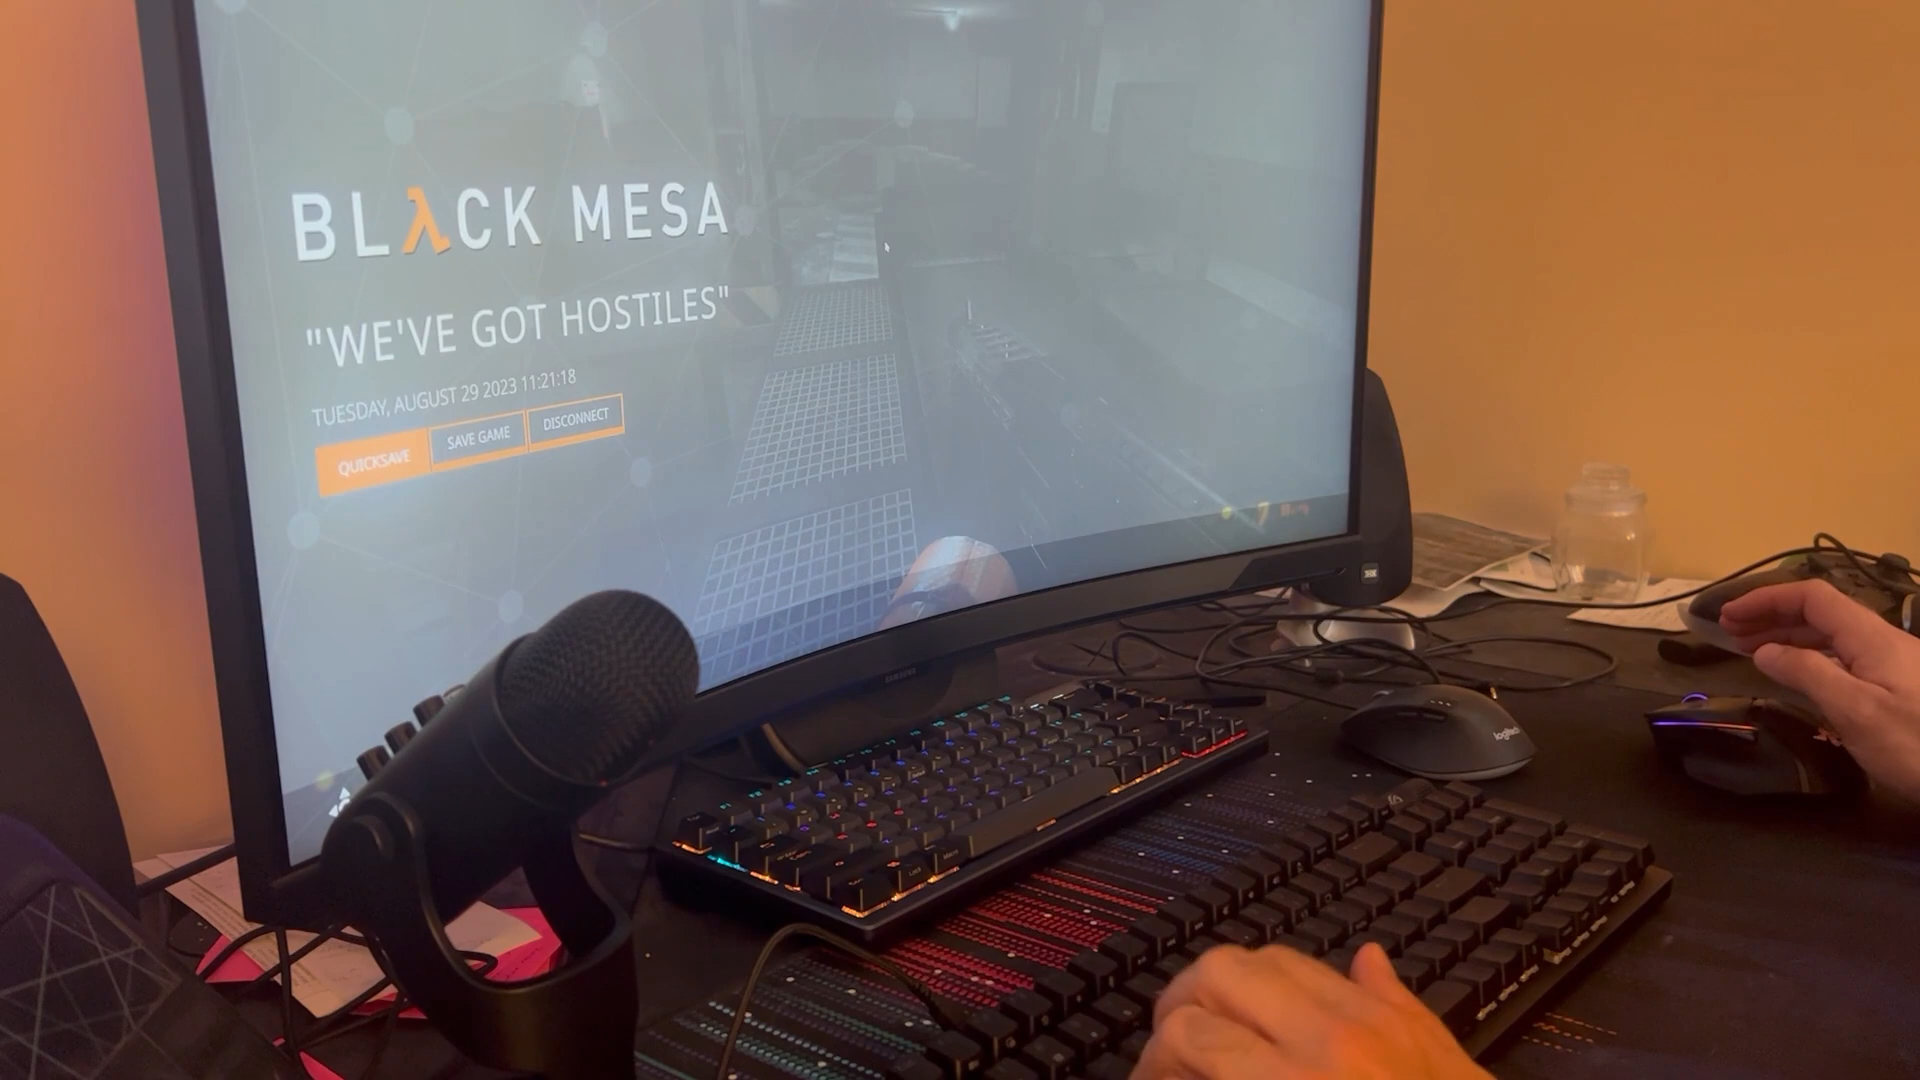 BLλCK MESA
"WE'VE GOT HOSTILES"
TUESDAY, AUGUST 29 2023 11:21:18
QUICKSAVE
SAVE GAME
DISCONNECT
SAMSUNG
logitech